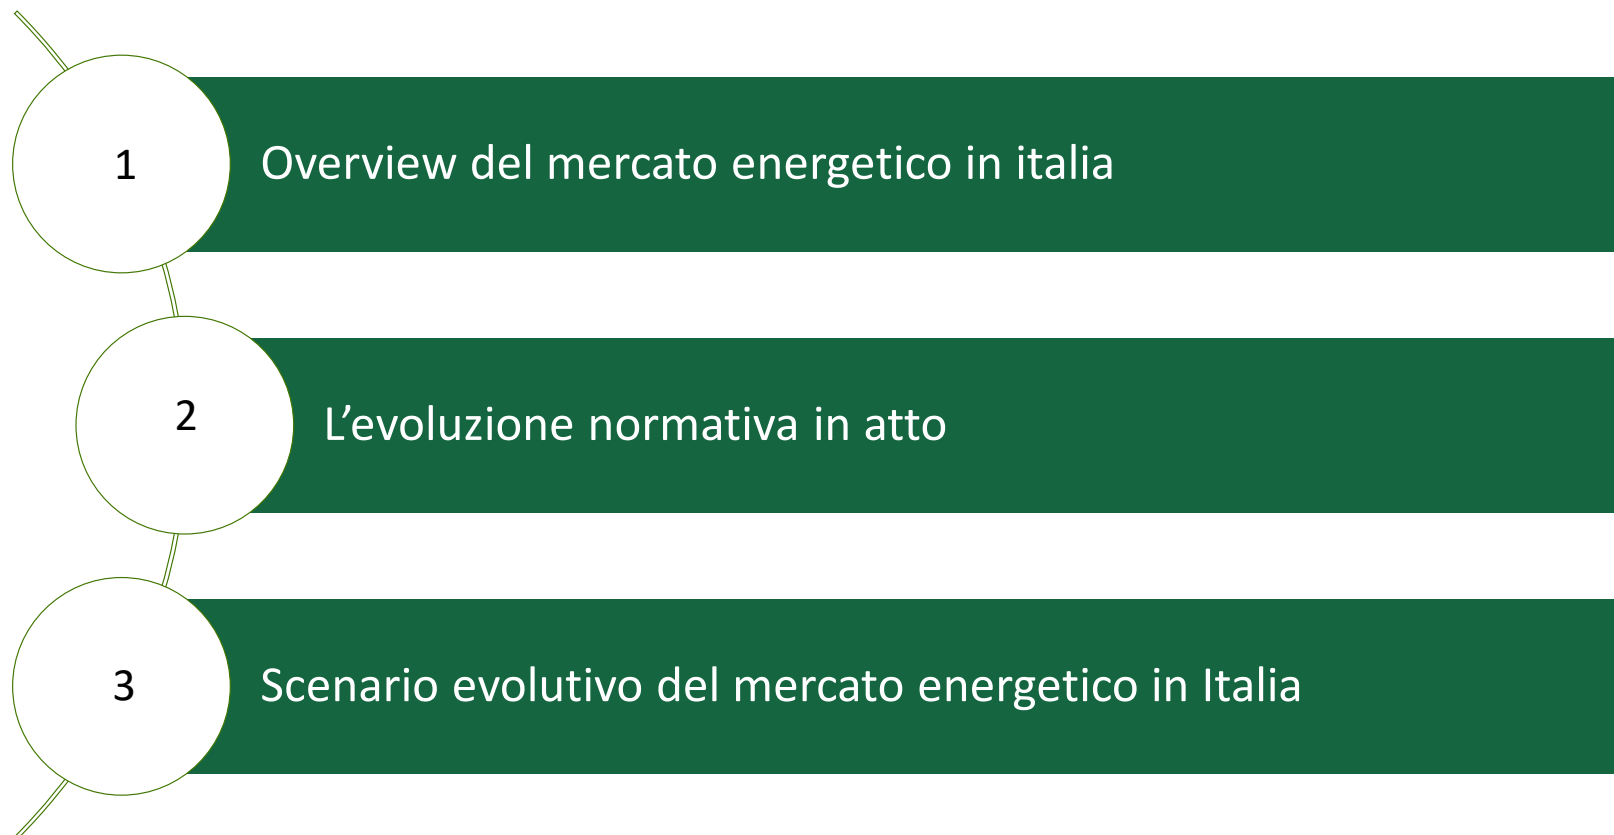 1
Overview del mercato energetico in italia
2
L’evoluzione normativa in atto
3
Scenario evolutivo del mercato energetico in Italia